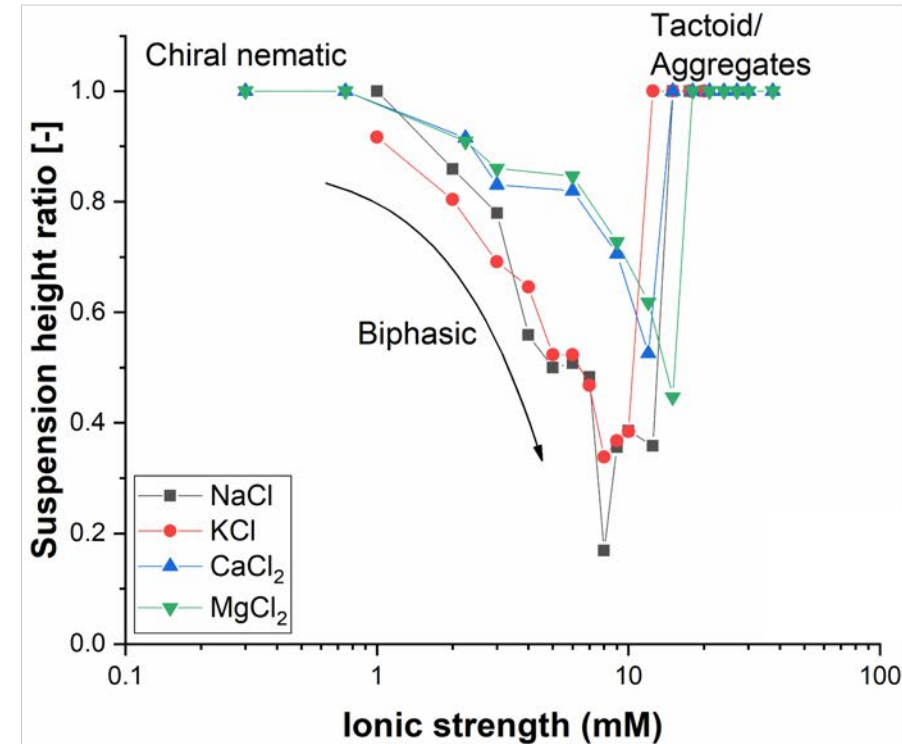 Chiral nematic
Tactoid/
Aggregates
Biphasic
Suspension height ratio [-]
1.0
0.8
0.6
0.4
0.2
0.0
NaCl
KCl
CaCl₂
MgCl₂
0.1
1
10
100
Ionic strength (mM)